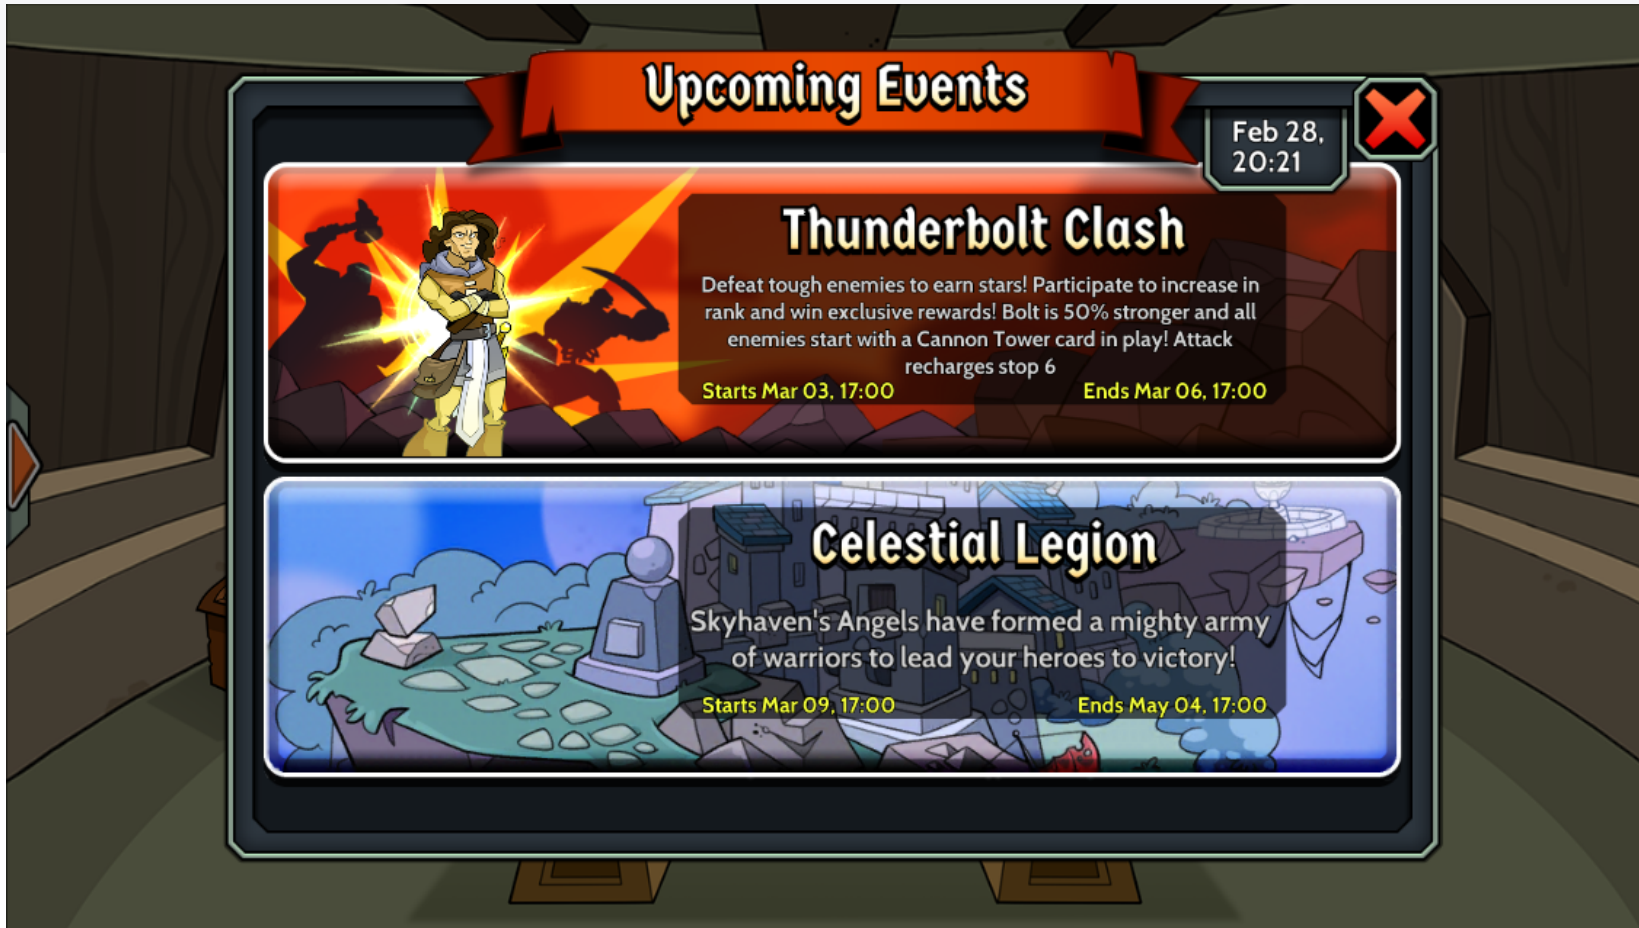 Upcoming Events
Feb 28,
20:21
Thunderbolt Clash
Defeat tough enemies to earn stars! Participate to increase in
rank and win exclusive rewards! Bolt is 50% stronger and all
enemies start with a Cannon Tower card in play! Attack
recharges stop 6
Starts Mar 03, 17:00
Ends Mar 06, 17:00
Celestial Legion
Skyhaven's Angels have formed a mighty army
of warriors to lead your heroes to victory!
Starts Mar 09, 17:00
Ends May 04, 17:00